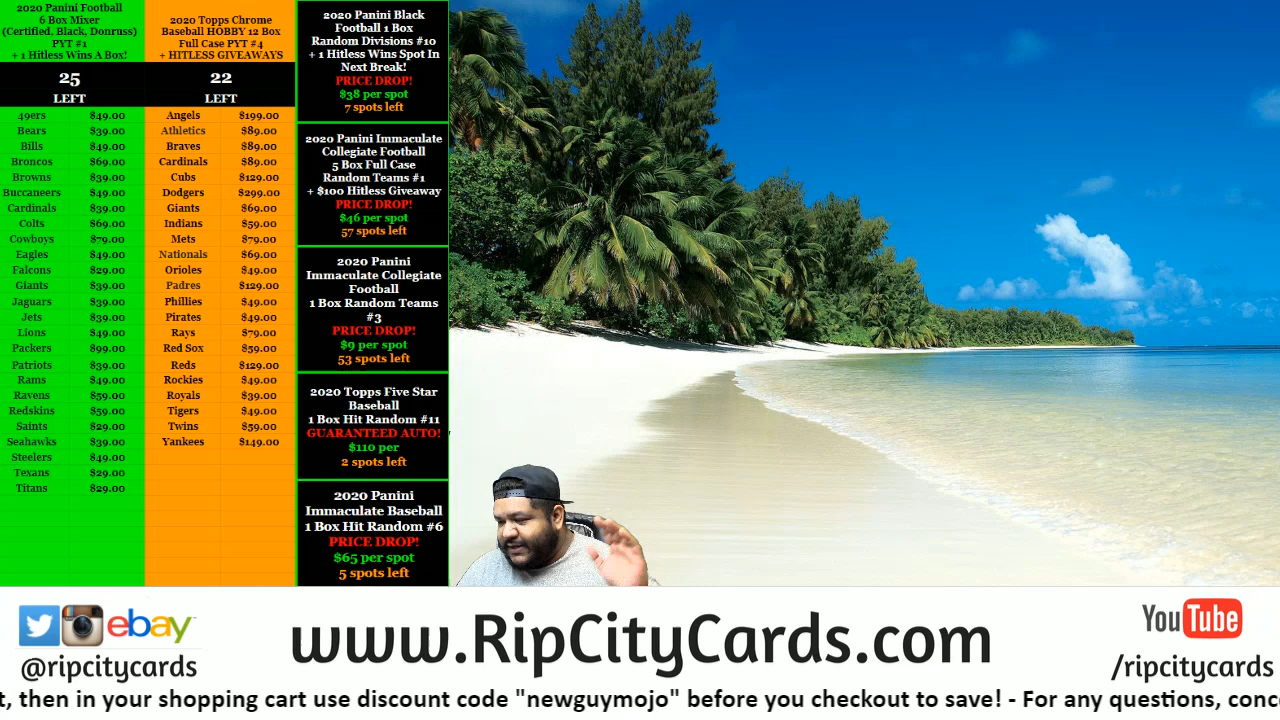 2020 Panini Football
6 Box Mixer
(Certified, Black, Donruss)
PYT #1
+ 1 Hitless Wins A Box!
25
LEFT
49ers $49.00
Bears $39.00
Bills $49.00
Broncos $69.00
Browns $39.00
Buccaneers $49.00
Cardinals $39.00
Colts $69.00
Cowboys $79.00
Eagles $49.00
Falcons $29.00
Giants $39.00
Jaguars $39.00
Jets $39.00
Lions $49.00
Packers $99.00
Patriots $39.00
Rams $49.00
Ravens $59.00
Redskins $59.00
Saints $29.00
Seahawks $39.00
Steelers $49.00
Texans $29.00
Titans $29.00
2020 Topps Chrome
Baseball HOBBY 12 Box
Full Case PYT #4
+ HITLESS GIVEAWAYS
22
LEFT
Angels $199.00
Athletics $89.00
Braves $89.00
Cardinals $89.00
Cubs $129.00
Dodgers $299.00
Giants $69.00
Indians $59.00
Mets $79.00
Nationals $69.00
Orioles $49.00
Padres $129.00
Phillies $49.00
Pirates $49.00
Rays $79.00
Red Sox $59.00
Reds $129.00
Rockies $49.00
Royals $39.00
Tigers $49.00
Twins $59.00
Yankees $149.00
2020 Panini Black
Football 1 Box
Random Divisions #10
+ 1 Hitless Wins Spot In
Next Break!
PRICE DROP!
$38 per spot
7 spots left
2020 Panini Immaculate
Collegiate Football
5 Box Full Case
Random Teams #1
+ $100 Hitless Giveaway
PRICE DROP!
$46 per spot
57 spots left
2020 Panini
Immaculate Collegiate
Football
1 Box Random Teams
#3
PRICE DROP!
$9 per spot
53 spots left
2020 Topps Five Star
Baseball
1 Box Hit Random #11
GUARANTEED AUTO!
$110 per
2 spots left
2020 Panini
Immaculate Baseball
1 Box Hit Random #6
PRICE DROP!
$65 per spot
5 spots left
ebay
@ripcitycards
www.RipCityCards.com
YouTube
/ripcitycards
t, then in your shopping cart use discount code "newguymojo" before you checkout to save! - For any questions, conc